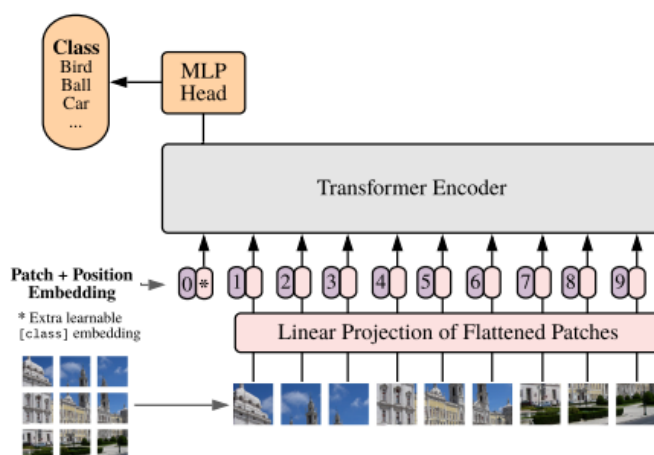 Class
Bird
Ball
Car
...
MLP
Head
Transformer Encoder
Patch + Position
Embedding
0 * 1 2 3 4 5 6 7 8 9
* Extra learnable
[class] embedding
Linear Projection of Flattened Patches